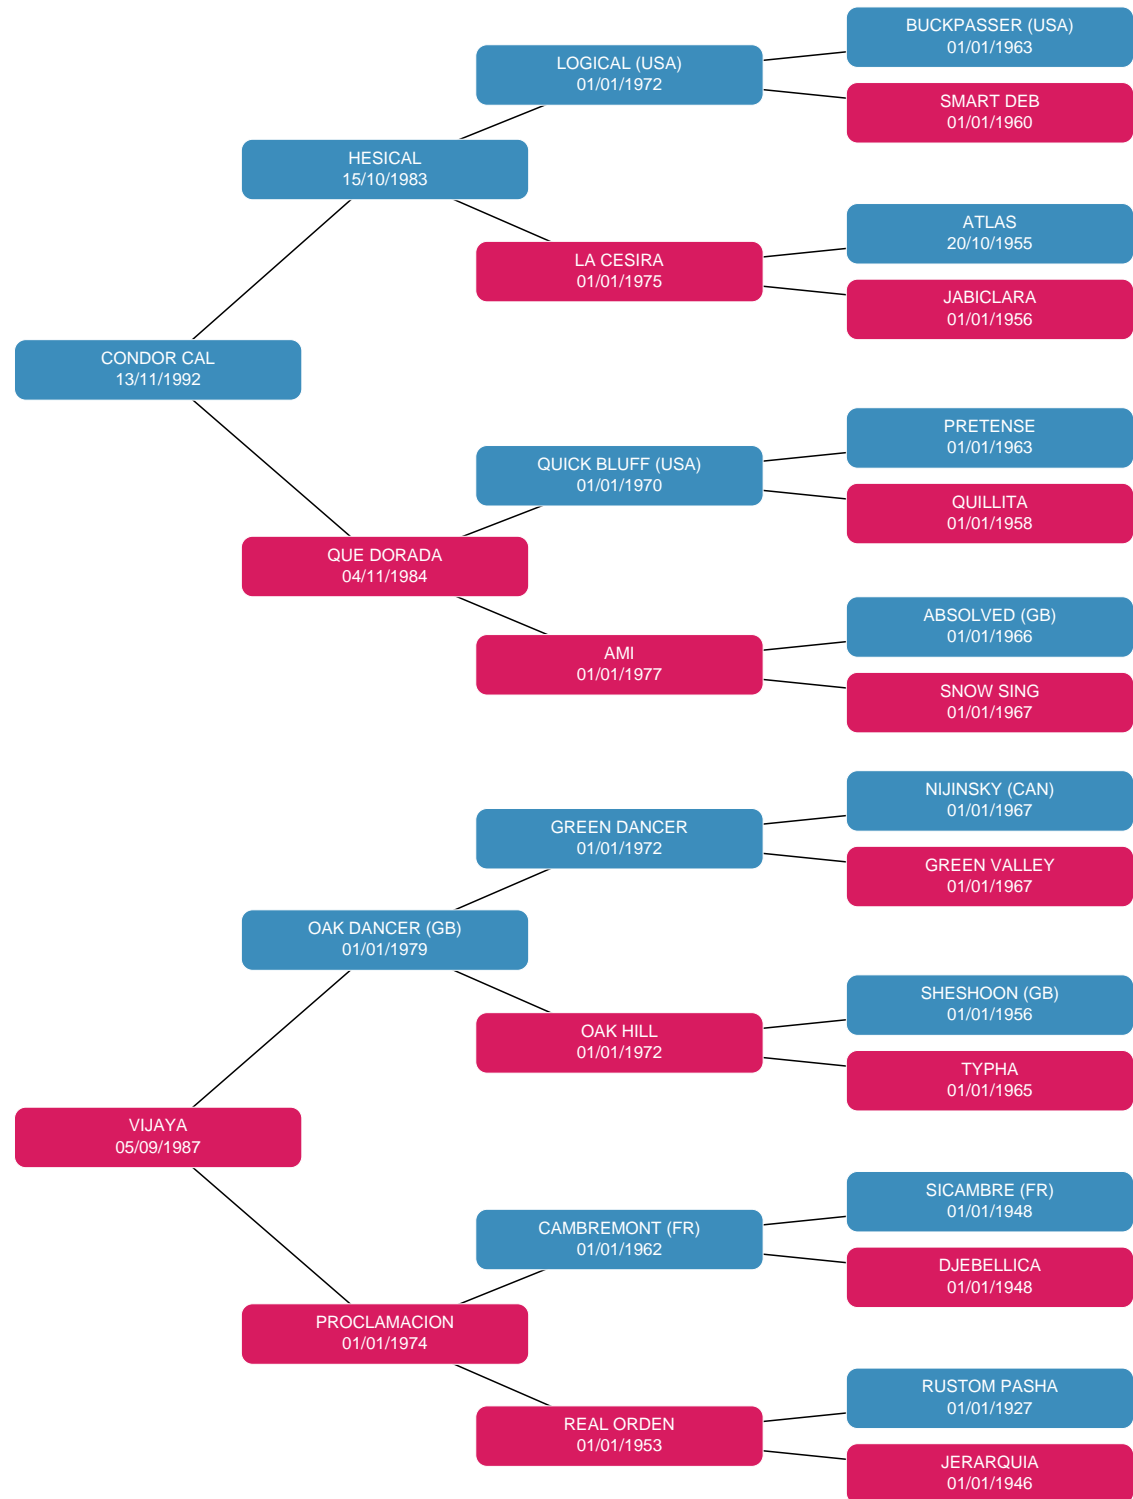 BUCKPASSER (USA)
01/01/1963
LOGICAL (USA)
01/01/1972
SMART DEB
01/01/1960
HESICAL
15/10/1983
ATLAS
20/10/1955
LA CESIRA
01/01/1975
JABICLARA
01/01/1956
CONDOR CAL
13/11/1992
PRETENSE
01/01/1963
QUICK BLUFF (USA)
01/01/1970
QUILLITA
01/01/1958
QUE DORADA
04/11/1984
ABSOLVED (GB)
01/01/1966
AMI
01/01/1977
SNOW SING
01/01/1967
NIJINSKY (CAN)
01/01/1967
GREEN DANCER
01/01/1972
GREEN VALLEY
01/01/1967
OAK DANCER (GB)
01/01/1979
SHESHOON (GB)
01/01/1956
OAK HILL
01/01/1972
TYPHA
01/01/1965
VIJAYA
05/09/1987
SICAMBRE (FR)
01/01/1948
CAMBREMONT (FR)
01/01/1962
DJEBELLICA
01/01/1948
PROCLAMACION
01/01/1974
RUSTOM PASHA
01/01/1927
REAL ORDEN
01/01/1953
JERARQUIA
01/01/1946